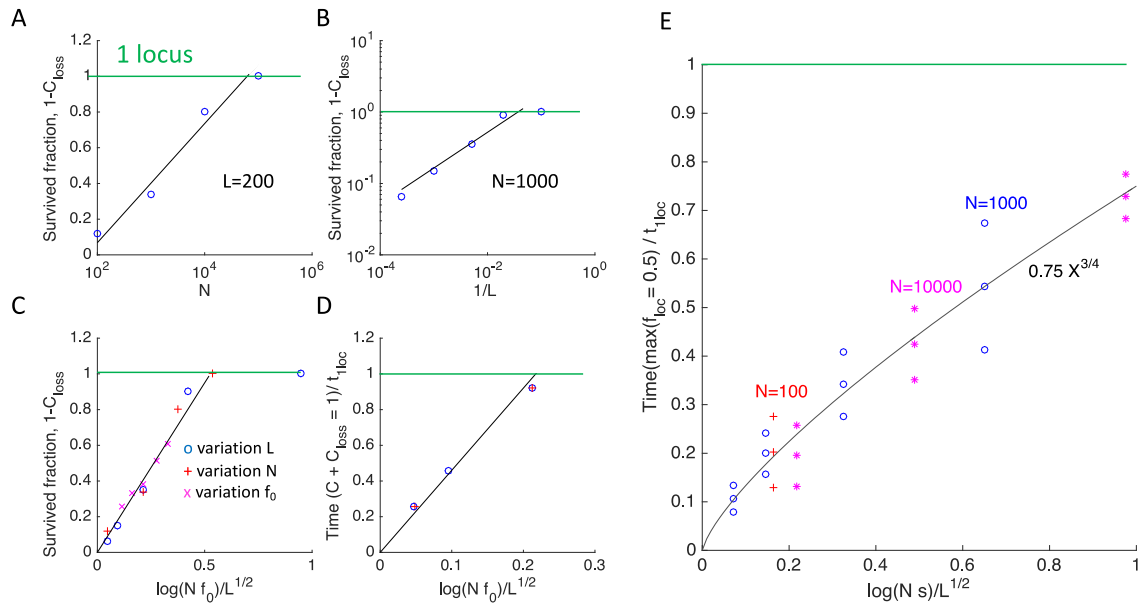 A
1 locus
Survived fraction, 1-C_loss
1.2
1
0.8
0.6
0.4
0.2
0
L=200
10^2 10^4 10^6
N
B
Survived fraction, 1-C_loss
10^1
10^0
10^-1
10^-2
N=1000
10^-4 10^-2 10^0
1/L
C
Survived fraction, 1-C_loss
1.2
1
0.8
0.6
0.4
0.2
0
o variation L
+ variation N
× variation f_0
0 0.5 1
log(N f_0)/L^1/2
D
Time (C + C_loss = 1)/ t_1loc
1.2
1
0.8
0.6
0.4
0.2
0
0 0.1 0.2 0.3
log(N f_0)/L^1/2
E
Time(max(f_loc = 0.5) / t_1loc
1
0.9
0.8
0.7
0.6
0.5
0.4
0.3
0.2
0.1
0
N=1000
0.75 X^3/4
N=10000
N=100
0 0.2 0.4 0.6 0.8 1
log(N s)/L^1/2